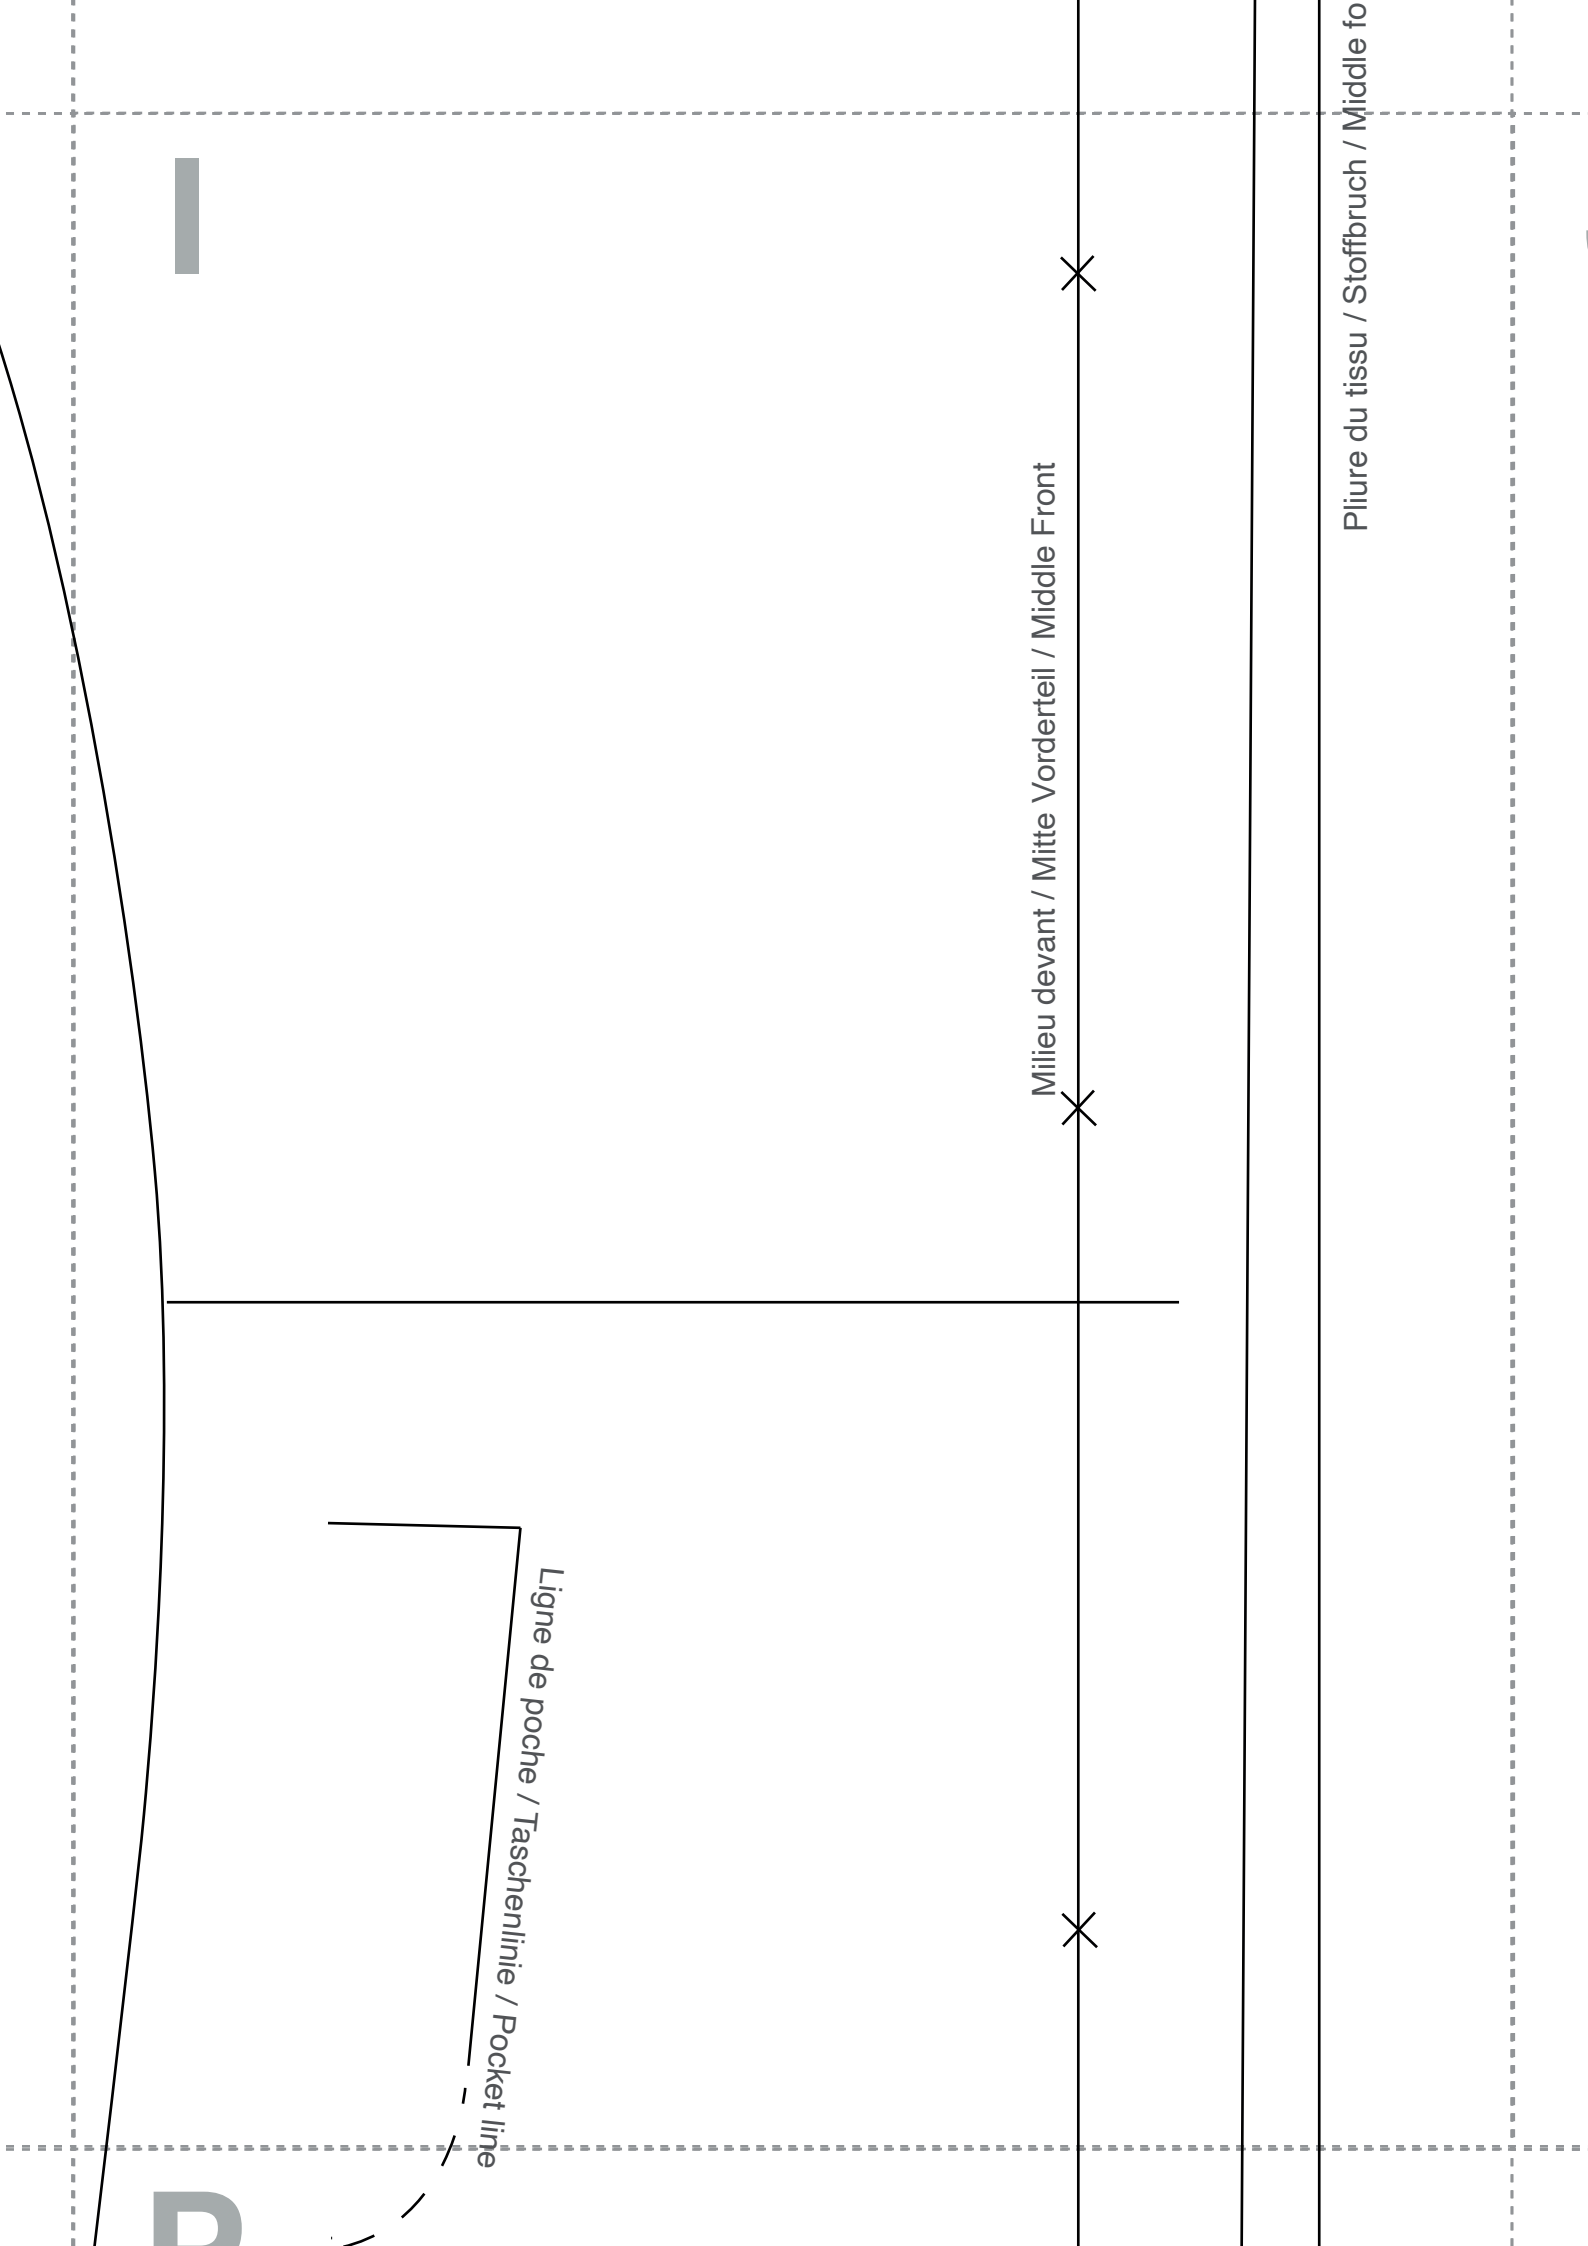 I
Pliure du tissu / Stoffbruch / Middle fo
Milieu devant / Mitte Vorderteil / Middle Front
Ligne de poche / Taschenlinie / Pocket line